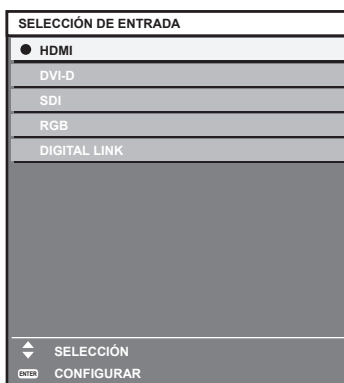 SELECCIÓN DE ENTRADA
HDMI
DVI-D
SDI
RGB
DIGITAL LINK
SELECCIÓN
ENTER CONFIGURAR